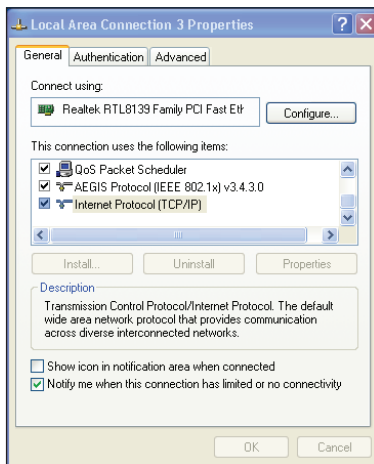 Local Area Connection 3 Properties
General Authentication Advanced
Connect using:
Realtek RTL8139 Family PCI Fast Eth
Configure...
This connection uses the following items:
QoS Packet Scheduler
AEGIS Protocol (IEEE 802.1x) v3.4.3.0
Internet Protocol (TCP/IP)
Install... Uninstall Properties
Description
Transmission Control Protocol/Internet Protocol. The default
wide area network protocol that provides communication
across diverse interconnected networks.
Show icon in notification area when connected
Notify me when this connection has limited or no connectivity
OK Cancel